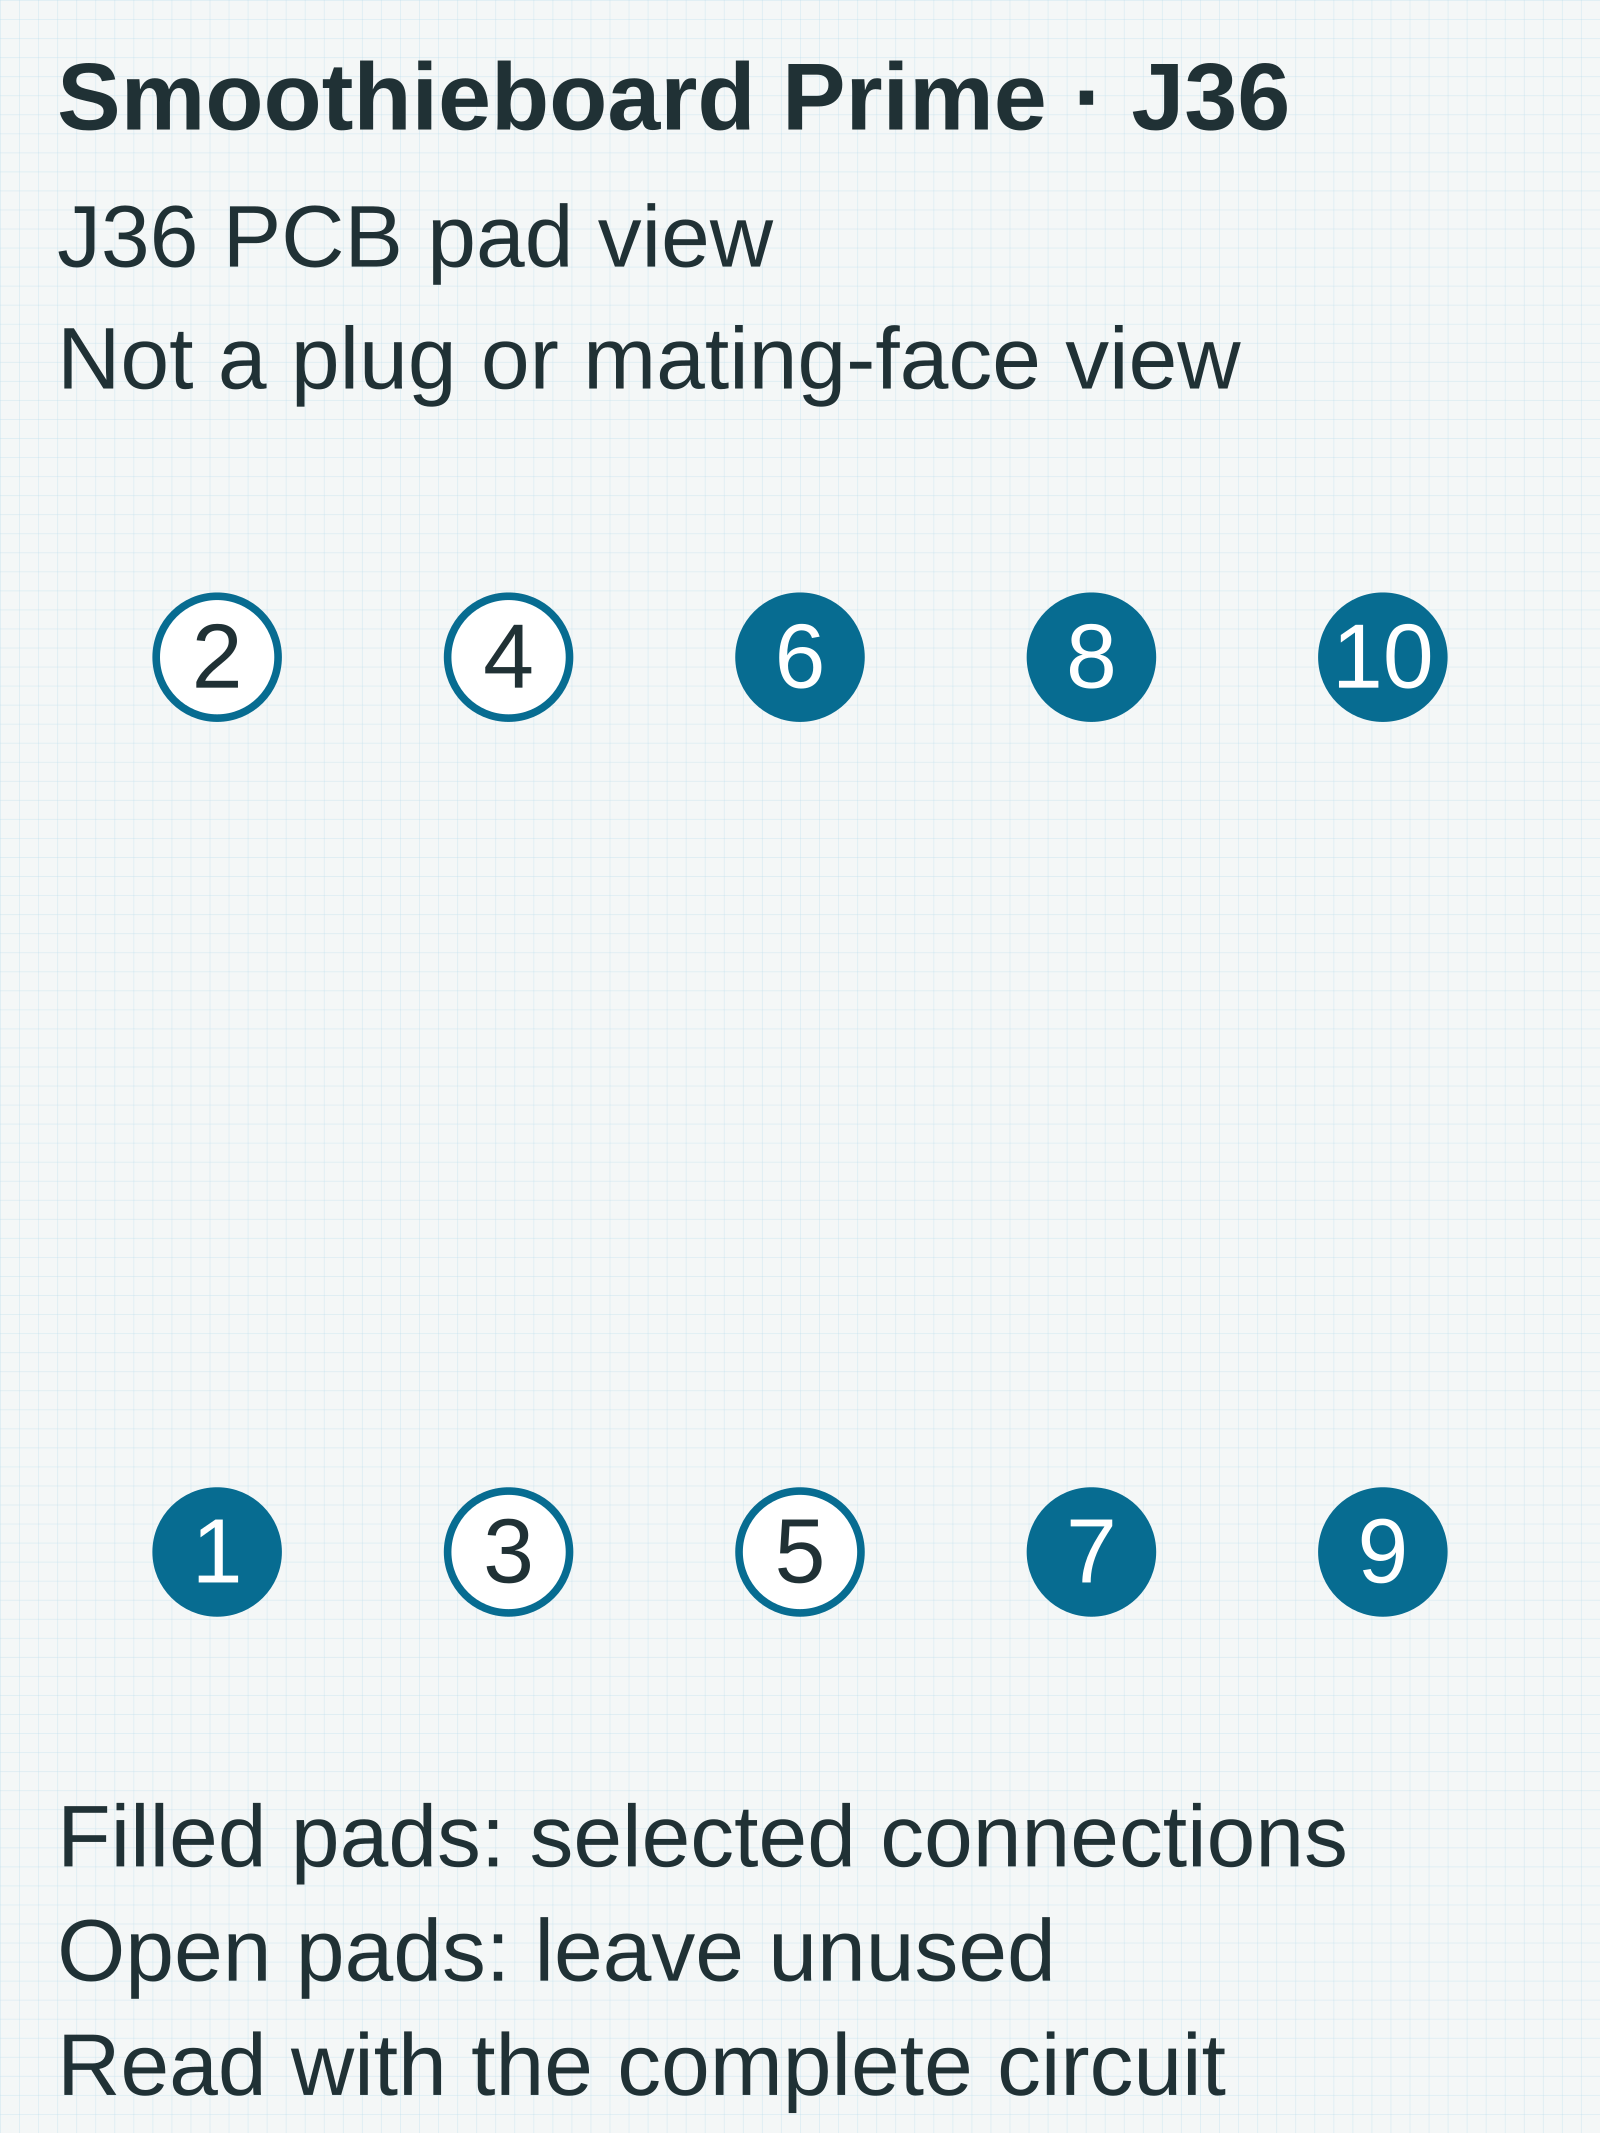 Smoothieboard Prime · J36
J36 PCB pad view
Not a plug or mating-face view
2 4 6 8 10
1 3 5 7 9
Filled pads: selected connections
Open pads: leave unused
Read with the complete circuit